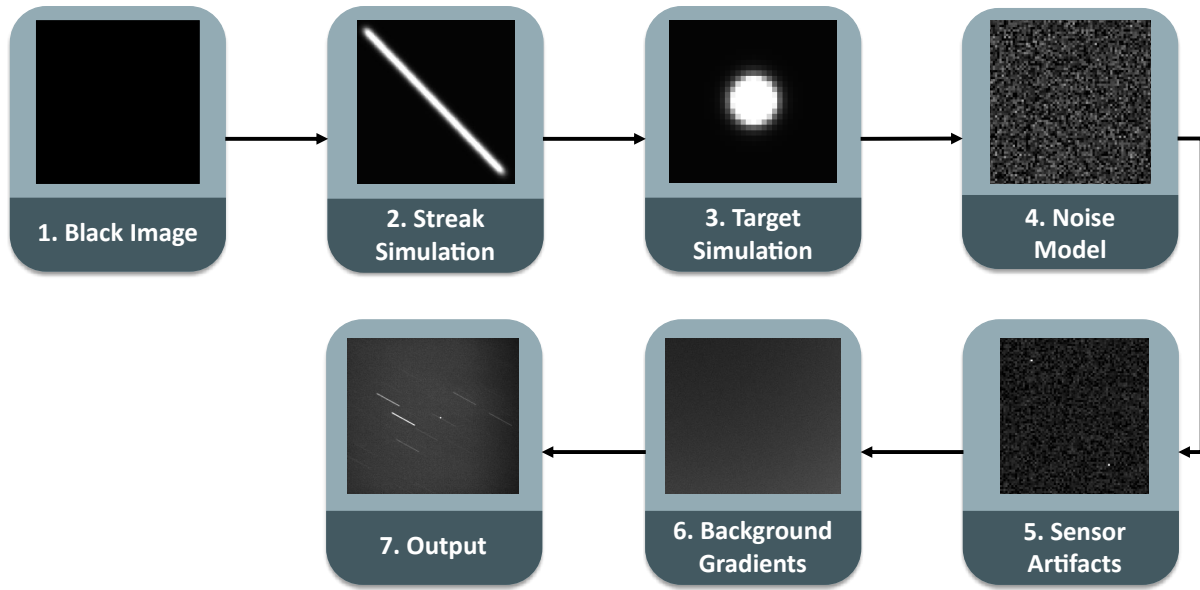 1. Black Image
2. Streak
Simulation
3. Target
Simulation
4. Noise
Model
5. Sensor
Artifacts
6. Background
Gradients
7. Output